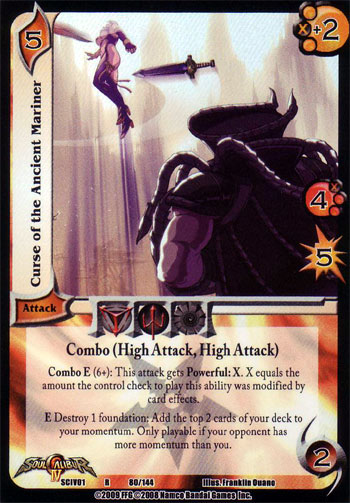 5
X +2
Curse of the Ancient Mariner
4
5
Attack
Combo (High Attack, High Attack)
Combo E (6+): This attack gets Powerful: X. X equals the
amount the control check to play this ability was modified by
card effects.
E Destroy 1 foundation: Add the top 2 cards of your deck to
your momentum. Only playable if your opponent has
more momentum than you.
2
SOULCALIBUR
IV
SCIV01 R 80/144 Illus. Franklin Duano
©2009 FFG ©2008 Namco Bandai Games Inc.